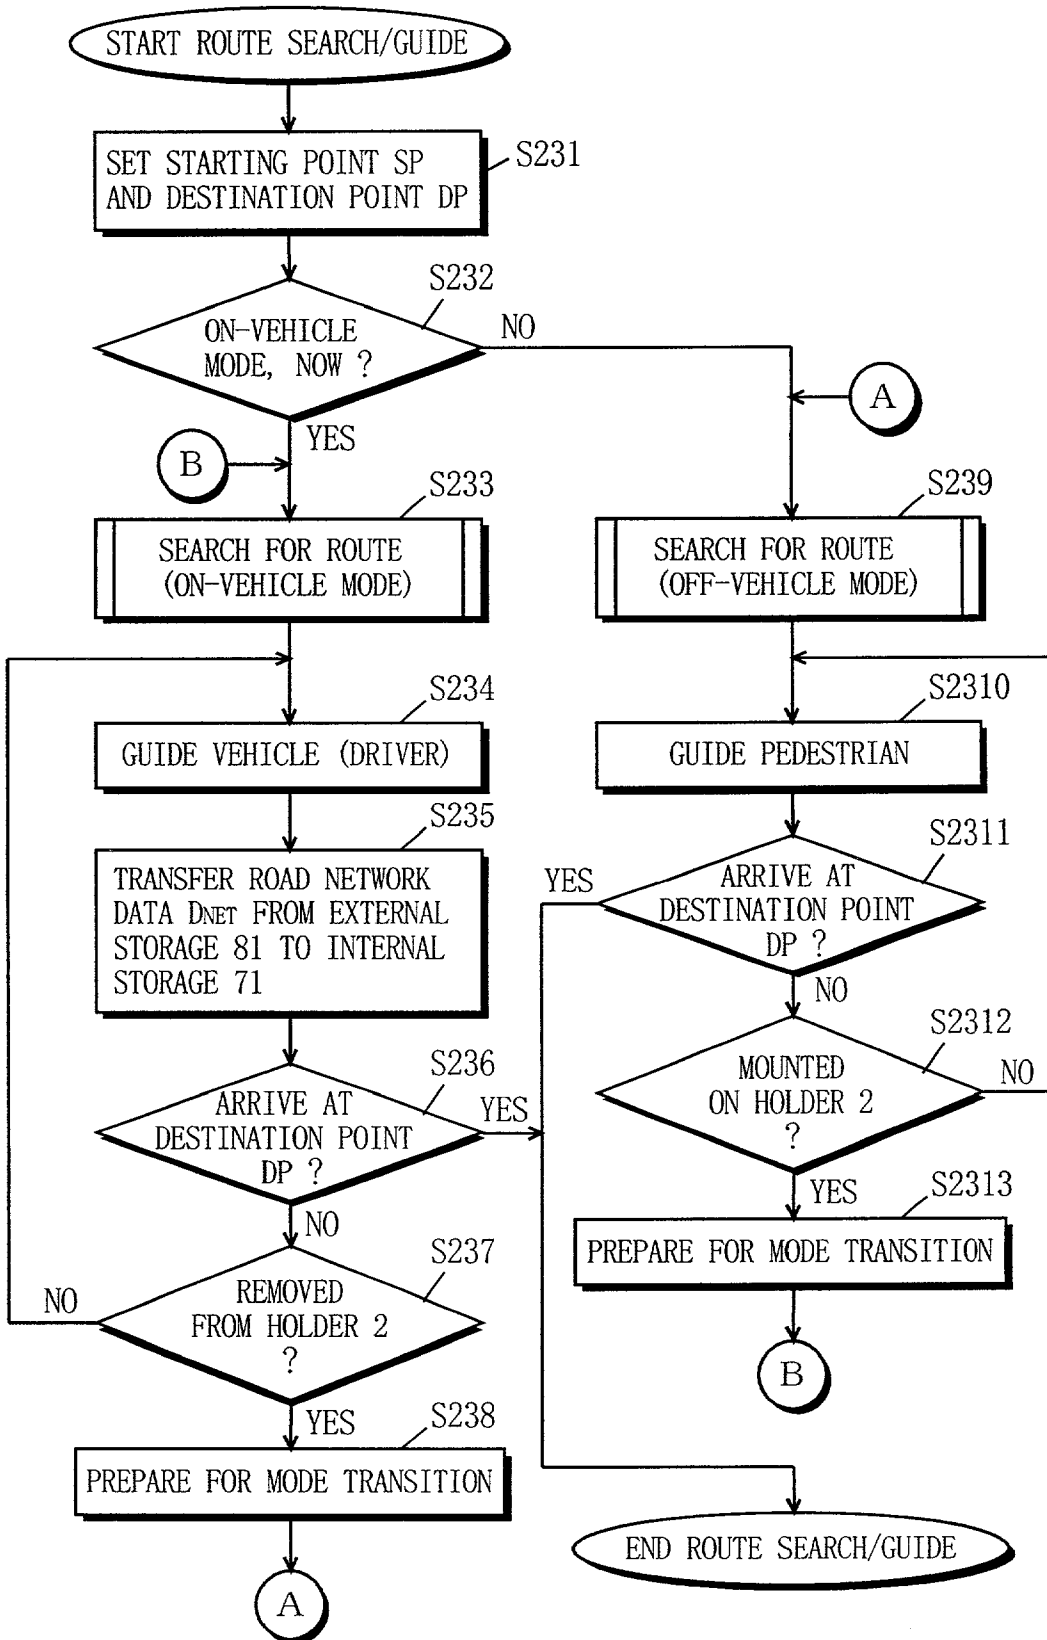 START ROUTE SEARCH/GUIDE
S231
SET STARTING POINT SP
AND DESTINATION POINT DP
S232
ON-VEHICLE
MODE, NOW ?
NO
YES
A
B
S233
SEARCH FOR ROUTE
(ON-VEHICLE MODE)
S239
SEARCH FOR ROUTE
(OFF-VEHICLE MODE)
S234
GUIDE VEHICLE (DRIVER)
S2310
GUIDE PEDESTRIAN
S235
TRANSFER ROAD NETWORK
DATA DNET FROM EXTERNAL
STORAGE 81 TO INTERNAL
STORAGE 71
S2311
YES
ARRIVE AT
DESTINATION POINT
DP ?
NO
S236
ARRIVE AT
DESTINATION POINT
DP ?
YES
NO
S2312
MOUNTED
ON HOLDER 2
?
NO
YES
S237
REMOVED
FROM HOLDER 2
?
NO
YES
S2313
PREPARE FOR MODE TRANSITION
B
S238
PREPARE FOR MODE TRANSITION
A
END ROUTE SEARCH/GUIDE